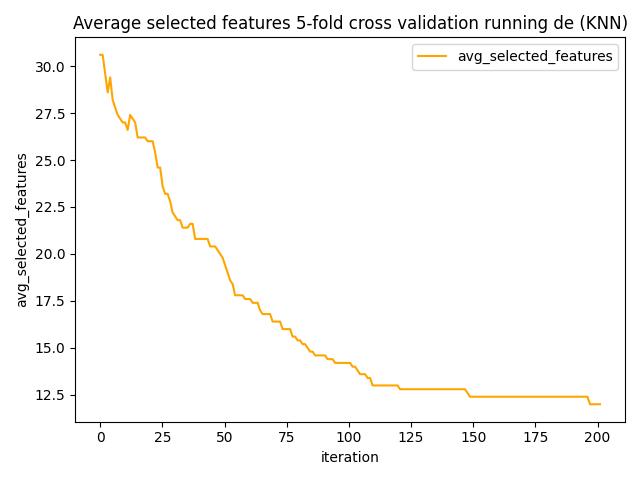 Average selected features 5-fold cross validation running de (KNN)
avg_selected_features
30.0
27.5
25.0
22.5
20.0
17.5
15.0
12.5
avg_selected_features
0 25 50 75 100 125 150 175 200
iteration